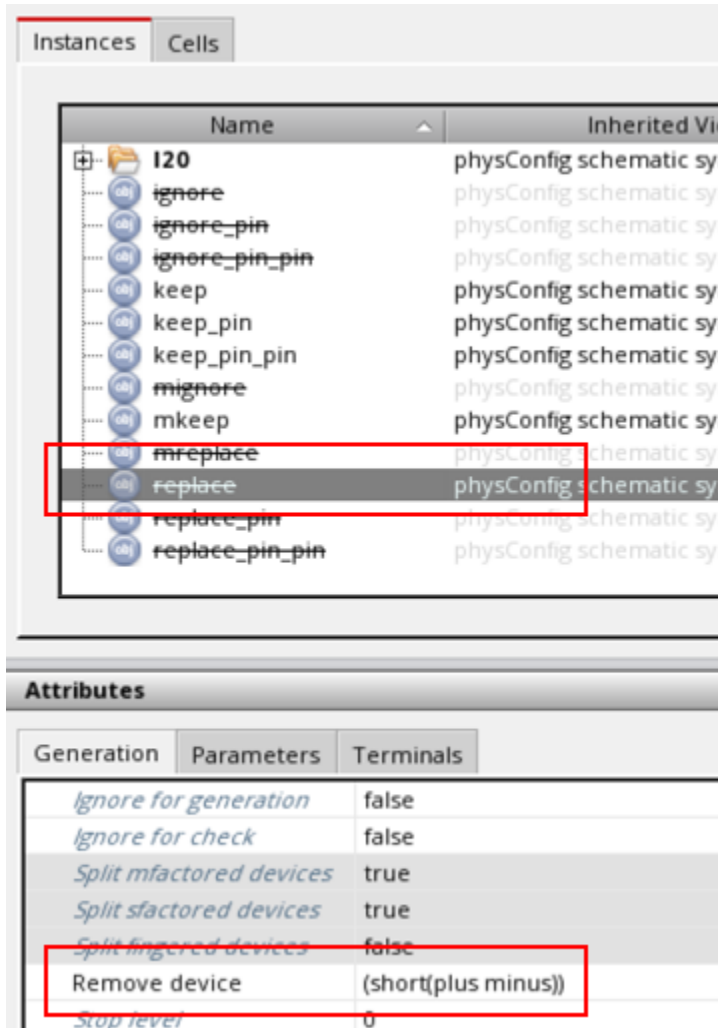 Instances Cells
Name Inherited Vi
I20 physConfig schematic sy
ignore physConfig schematic sy
ignore_pin physConfig schematic sy
ignore_pin_pin physConfig schematic sy
keep physConfig schematic sy
keep_pin physConfig schematic sy
keep_pin_pin physConfig schematic sy
mignore physConfig schematic sy
mkeep physConfig schematic sy
mreplace physConfig schematic sy
replace physConfig schematic sy
replace_pin physConfig schematic sy
replace_pin_pin physConfig schematic sy
Attributes
Generation Parameters Terminals
Ignore for generation false
Ignore for check false
Split mfactored devices true
Split sfactored devices true
Split fingered devices false
Remove device (short(plus minus))
Stop level 0